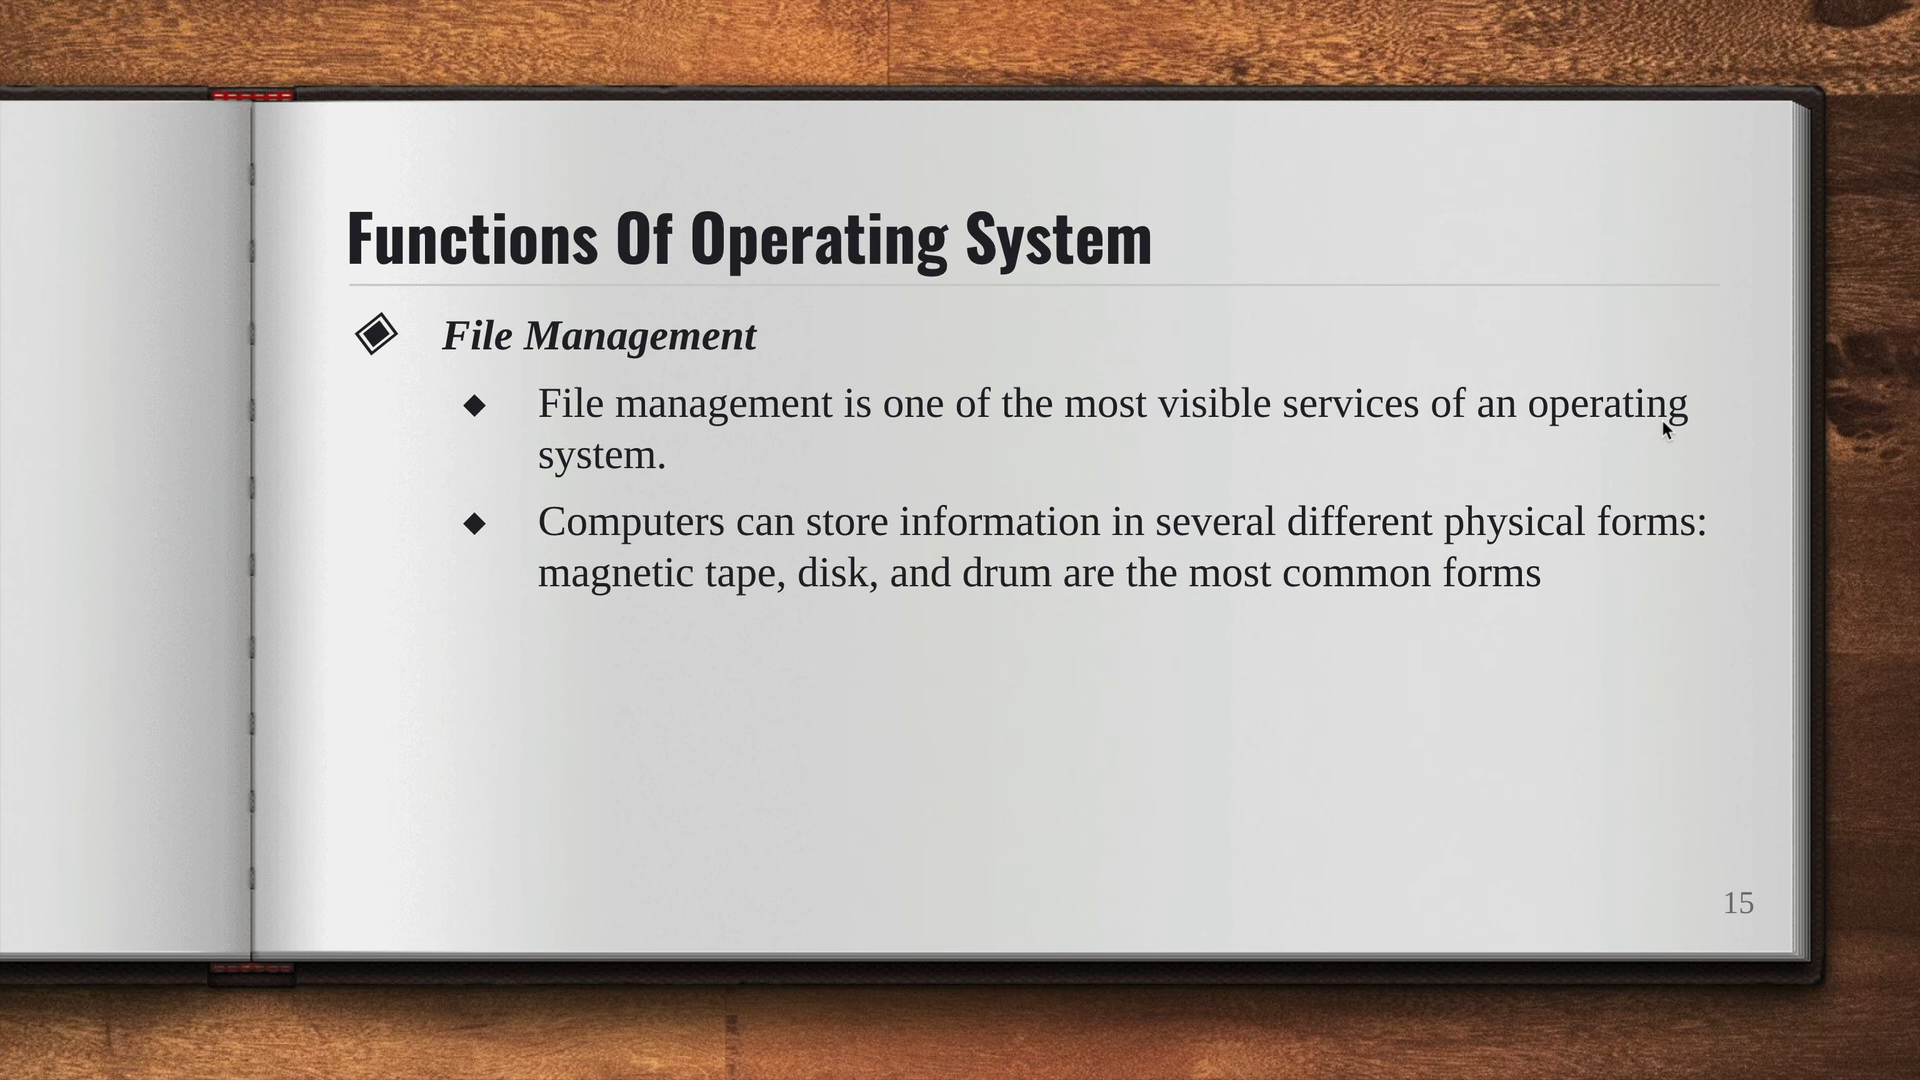 Functions Of Operating System
File Management
File management is one of the most visible services of an operating
system.
Computers can store information in several different physical forms:
magnetic tape, disk, and drum are the most common forms
15